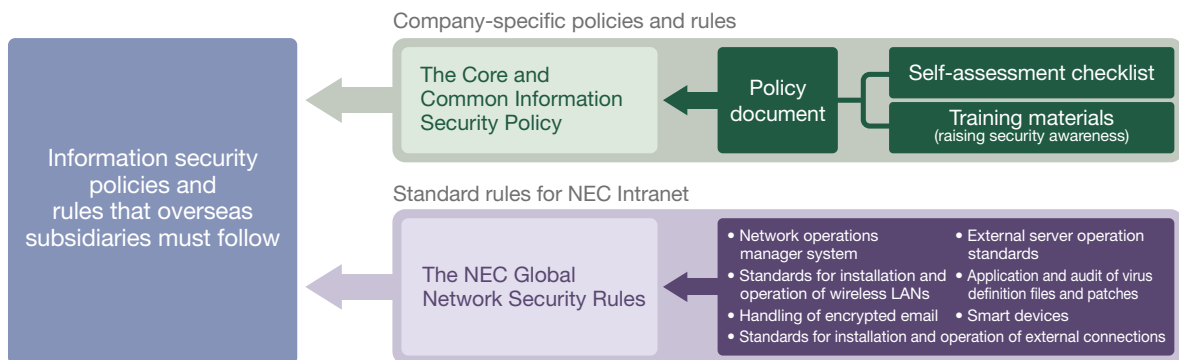 Company-specific policies and rules
Information security
policies and
rules that overseas
subsidiaries must follow
The Core and
Common Information
Security Policy
Policy
document
Self-assessment checklist
Training materials
(raising security awareness)
Standard rules for NEC Intranet
The NEC Global
Network Security Rules
• Network operations
manager system
• Standards for installation and
operation of wireless LANs
• Handling of encrypted email
• External server operation
standards
• Application and audit of virus
definition files and patches
• Smart devices
• Standards for installation and operation of external connections